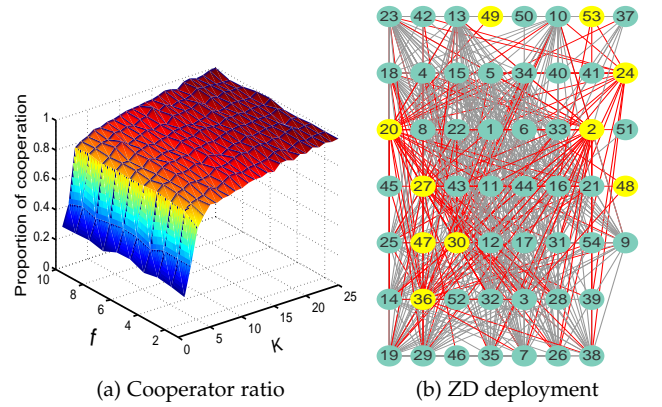 Proportion of cooperation
1
0.8
0.6
0.4
0.2
0
10
8
6
4
2
f
0
5
10
15
20
25
K
(a) Cooperator ratio
23 42 13 49 50 10 53 37
18 4 15 5 34 40 41 24
20 8 22 1 6 33 2 51
45 27 43 11 44 16 21 48
25 47 30 12 17 31 54 9
14 36 52 32 3 28 39
19 29 46 35 7 26 38
(b) ZD deployment